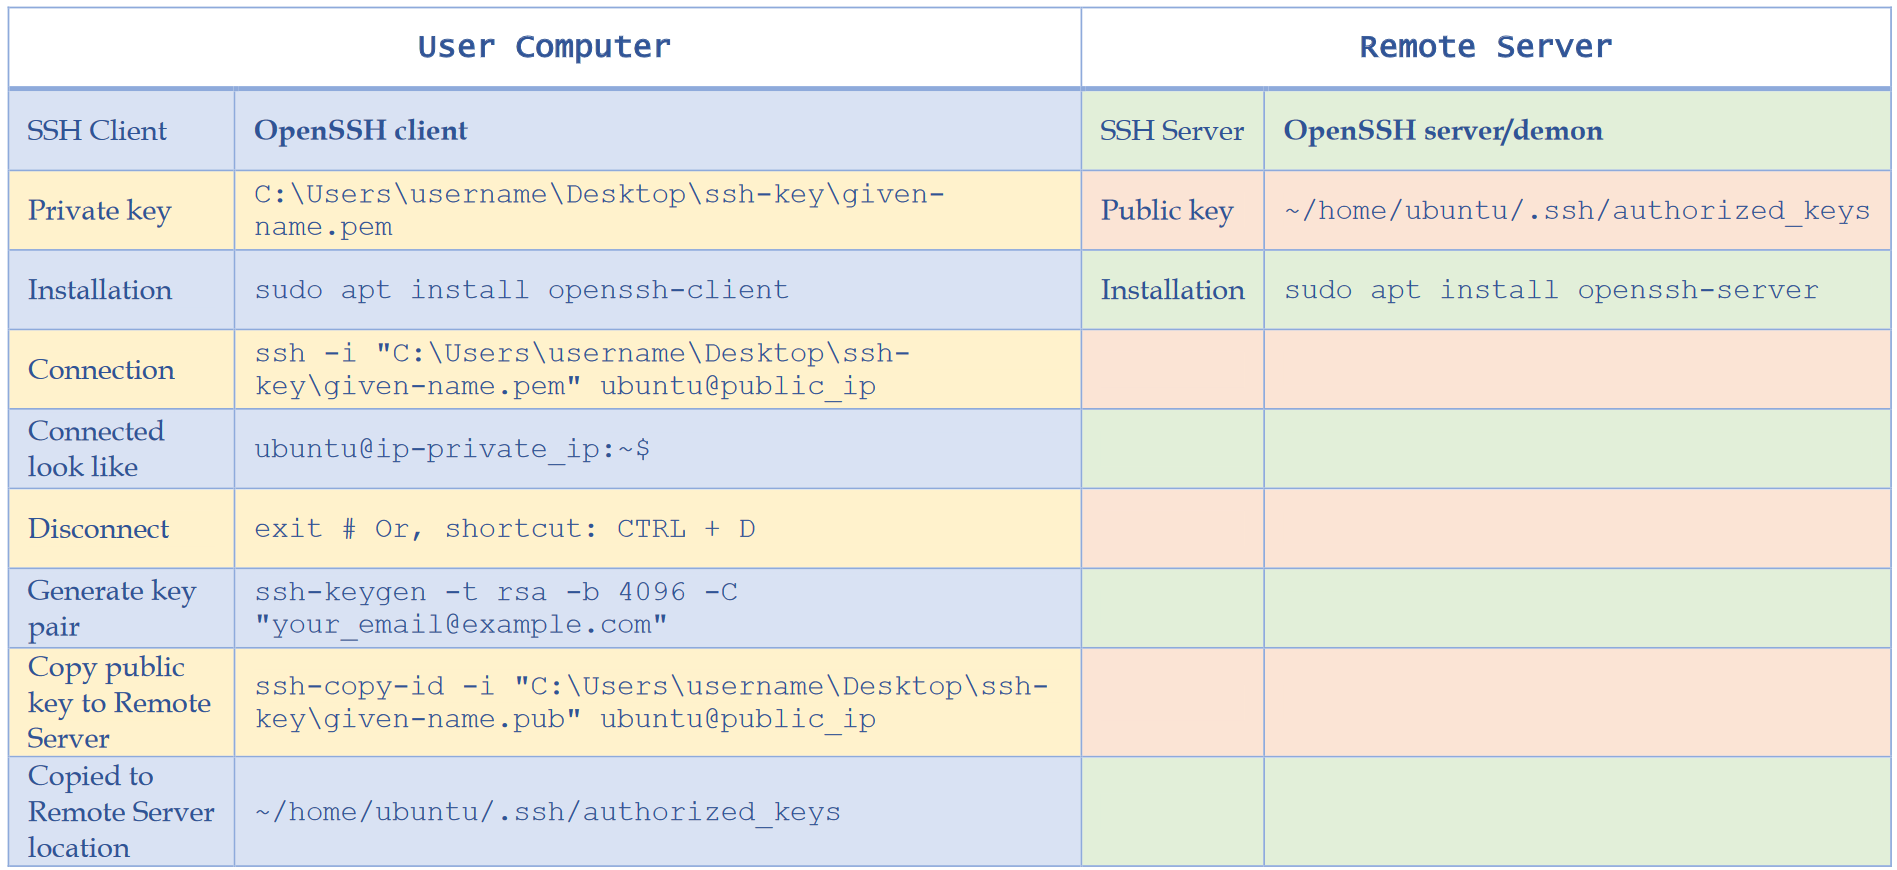 User Computer
Remote Server
SSH Client
OpenSSH client
SSH Server
OpenSSH server/demon
Private key
C:\Users\username\Desktop\ssh-key\given-
name.pem
Public key
~/home/ubuntu/.ssh/authorized_keys
Installation
sudo apt install openssh-client
Installation
sudo apt install openssh-server
Connection
ssh -i "C:\Users\username\Desktop\ssh-
key\given-name.pem" ubuntu@public_ip
Connected
look like
ubuntu@ip-private_ip:~$
Disconnect
exit # Or, shortcut: CTRL + D
Generate key
pair
ssh-keygen -t rsa -b 4096 -C
"your_email@example.com"
Copy public
key to Remote
Server
ssh-copy-id -i "C:\Users\username\Desktop\ssh-
key\given-name.pub" ubuntu@public_ip
Copied to
Remote Server
location
~/home/ubuntu/.ssh/authorized_keys